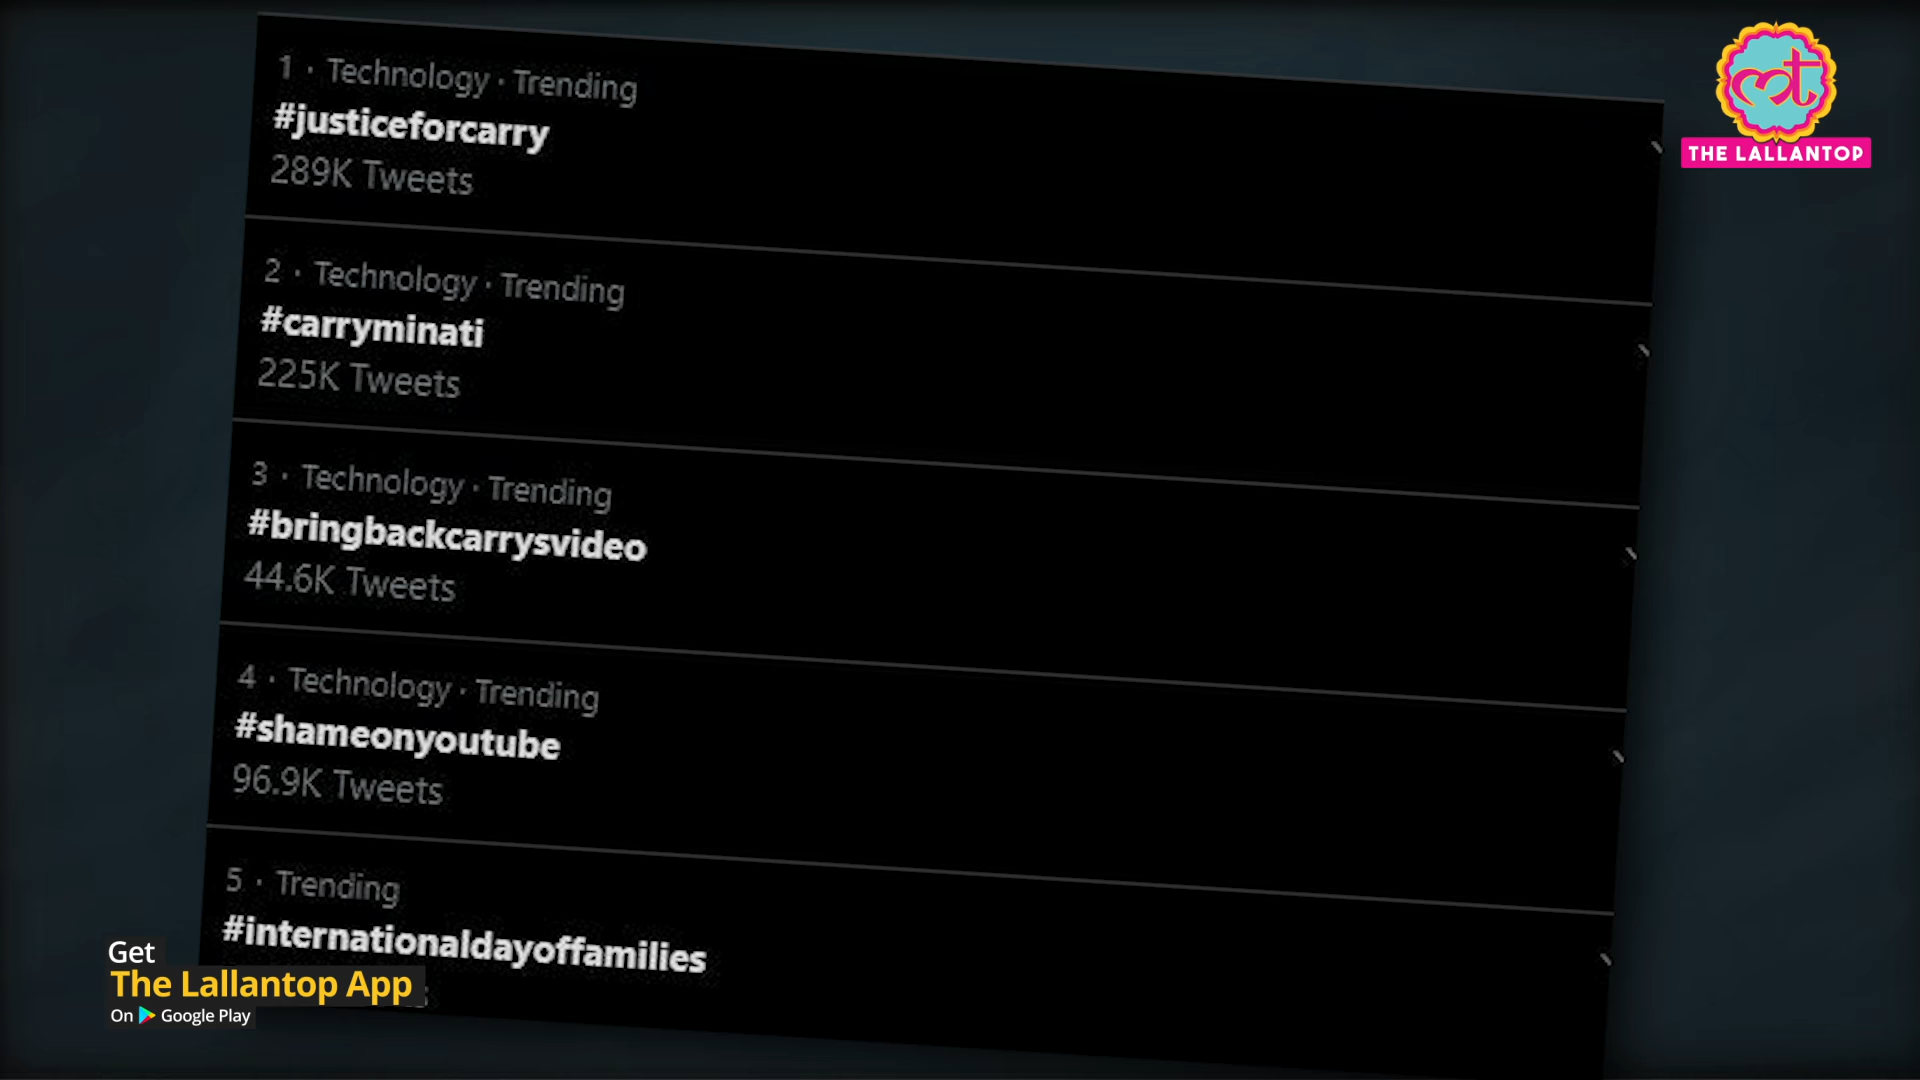 1 · Technology · Trending
#justiceforcarry
289K Tweets
2 · Technology · Trending
#carryminati
225K Tweets
3 · Technology · Trending
#bringbackcarrysvideo
44.6K Tweets
4 · Technology · Trending
#shameonyoutube
96.9K Tweets
5 · Trending
#internationaldayoffamilies
THE LALLANTOP
Get
The Lallantop App
On Google Play